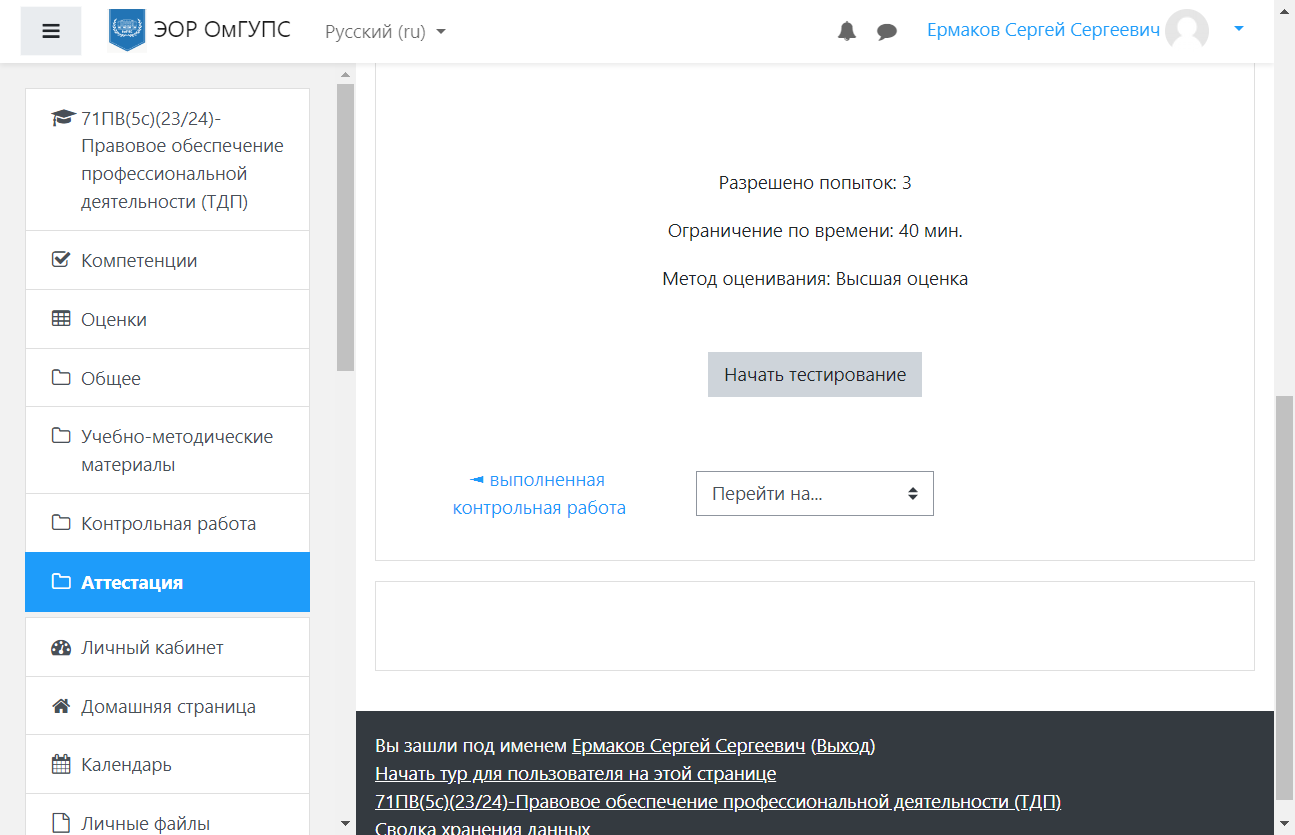 ЭОР ОмГУПС
Русский (ru)
Ермаков Сергей Сергеевич
71ПВ(5с)(23/24)-
Правовое обеспечение
профессиональной
деятельности (ТДП)
Компетенции
Оценки
Общее
Учебно-методические
материалы
Контрольная работа
Аттестация
Личный кабинет
Домашняя страница
Календарь
Личные файлы
Разрешено попыток: 3
Ограничение по времени: 40 мин.
Метод оценивания: Высшая оценка
Начать тестирование
◄ выполненная
контрольная работа
Перейти на...
Вы зашли под именем Ермаков Сергей Сергеевич (Выход)
Начать тур для пользователя на этой странице
71ПВ(5с)(23/24)-Правовое обеспечение профессиональной деятельности (ТДП)
Сводка хранения данных